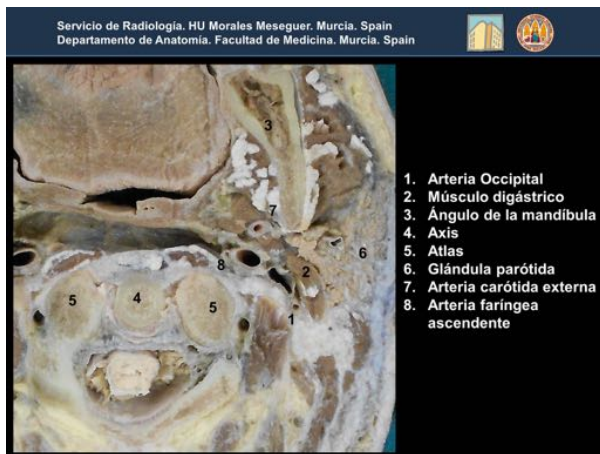 Servicio de Radiología. HU Morales Meseguer. Murcia. Spain
Departamento de Anatomía. Facultad de Medicina. Murcia. Spain
3
7
6
8
2
5
4
5
1
1. Arteria Occipital
2. Músculo digástrico
3. Ángulo de la mandíbula
4. Axis
5. Atlas
6. Glándula parótida
7. Arteria carótida externa
8. Arteria faríngea
ascendente